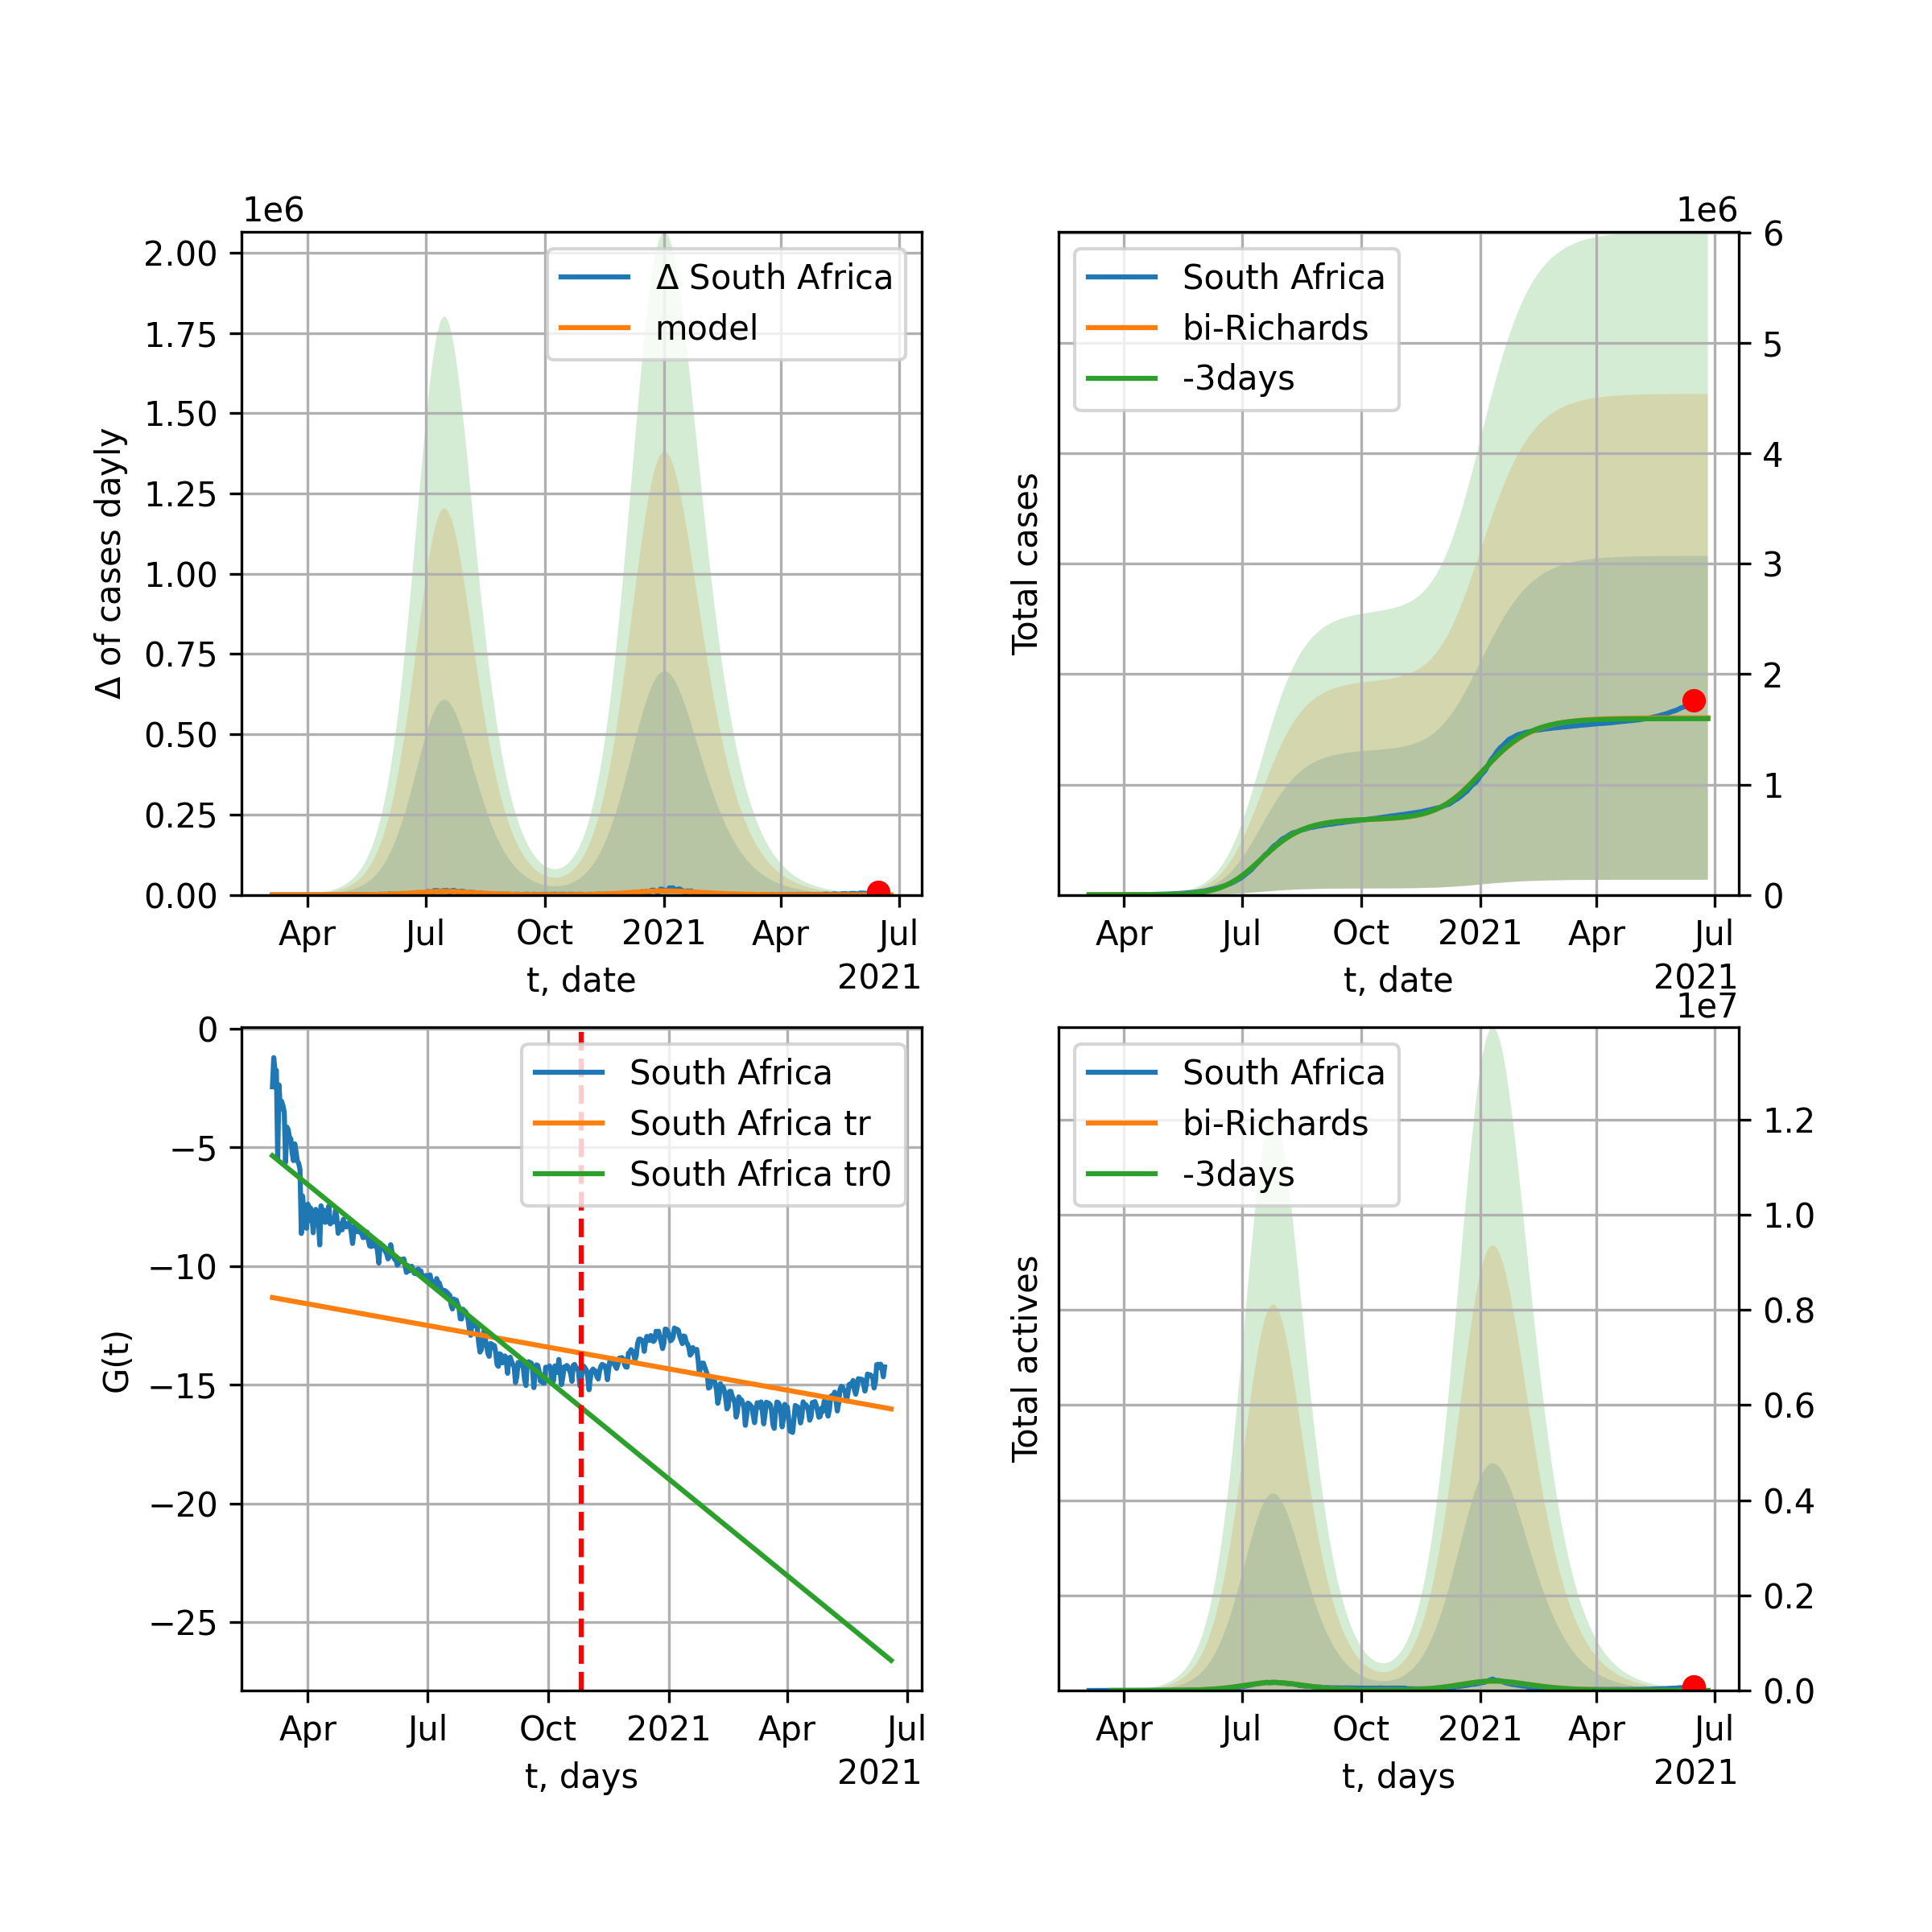 1e6
2.00
1.75
1.50
1.25
1.00
0.75
0.50
0.25
0.00
Δ of cases dayly
Δ South Africa
model
Apr Jul Oct 2021 Apr Jul
t, date 2021
1e6
6
5
4
3
2
1
0
Total cases
South Africa
bi-Richards
-3days
Apr Jul Oct 2021 Apr Jul
t, date 2021
0
−5
−10
−15
−20
−25
G(t)
South Africa
South Africa tr
South Africa tr0
Apr Jul Oct 2021 Apr Jul
t, days 2021
1e7
1.2
1.0
0.8
0.6
0.4
0.2
0.0
Total actives
South Africa
bi-Richards
-3days
Apr Jul Oct 2021 Apr Jul
t, days 2021